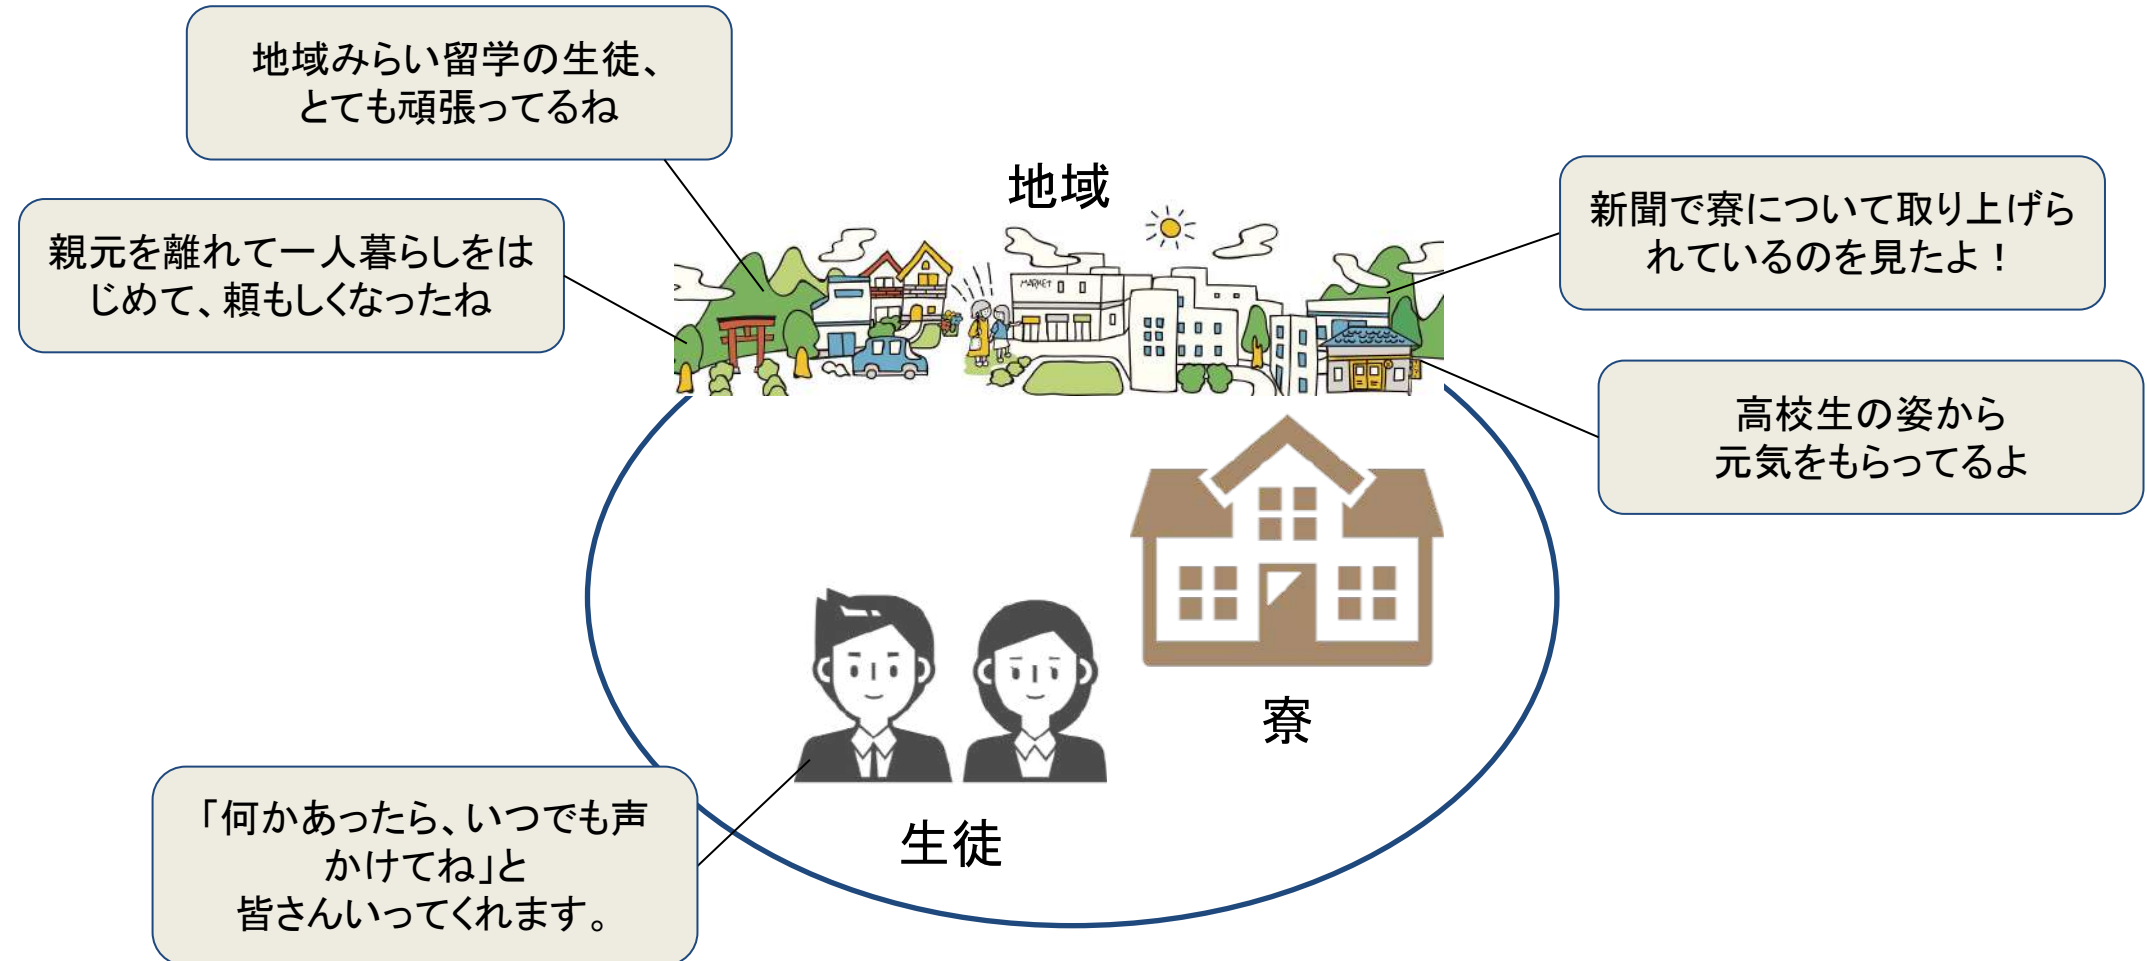 地域みらい留学の生徒、
とても頑張ってるね
地域
新聞で寮について取り上げら
れているのを見たよ！
親元を離れて一人暮らしをは
じめて、頼もしくなったね
MARKET
高校生の姿から
元気をもらってるよ
寮
「何かあったら、いつでも声
かけてね」と
皆さんいってくれます。
生徒